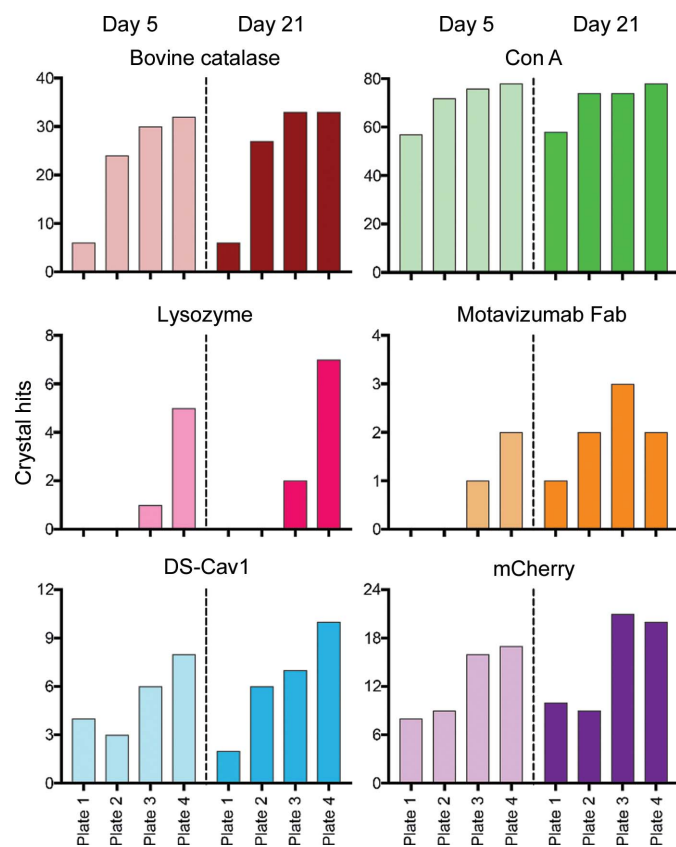 Day 5 Day 21 Day 5 Day 21
Bovine catalase Con A
40
30
20
10
0
80
60
40
20
0
Lysozyme Motavizumab Fab
Crystal hits
8
6
4
2
0
4
3
2
1
0
DS-Cav1 mCherry
12
9
6
3
0
24
18
12
6
0
Plate 1
Plate 2
Plate 3
Plate 4
Plate 1
Plate 2
Plate 3
Plate 4
Plate 1
Plate 2
Plate 3
Plate 4
Plate 1
Plate 2
Plate 3
Plate 4